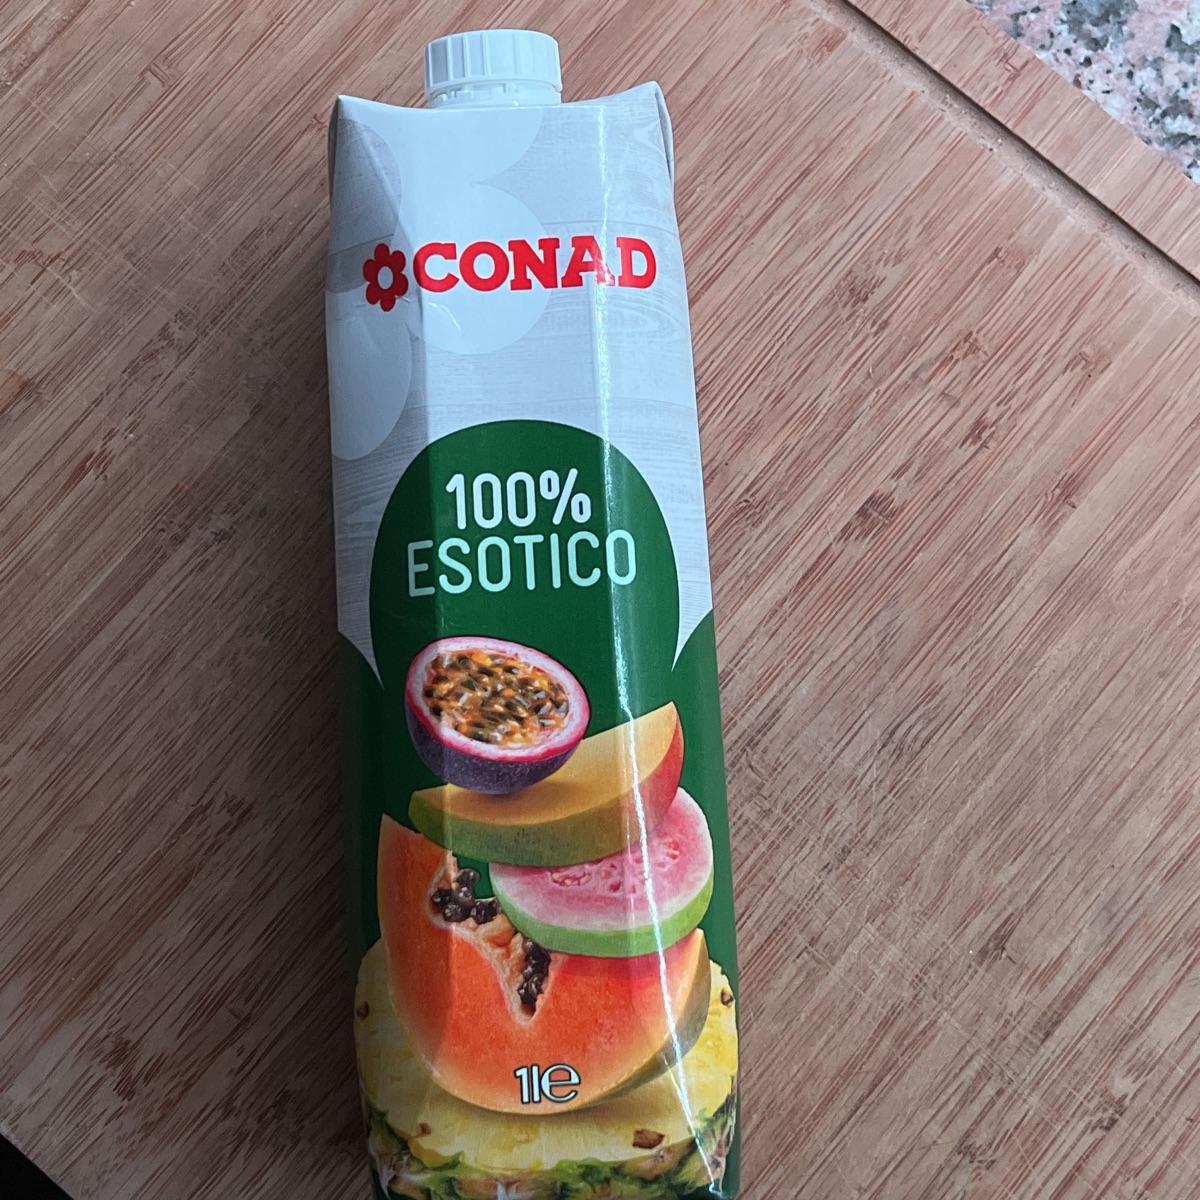 CONAD
100%
ESOTICO
1l e